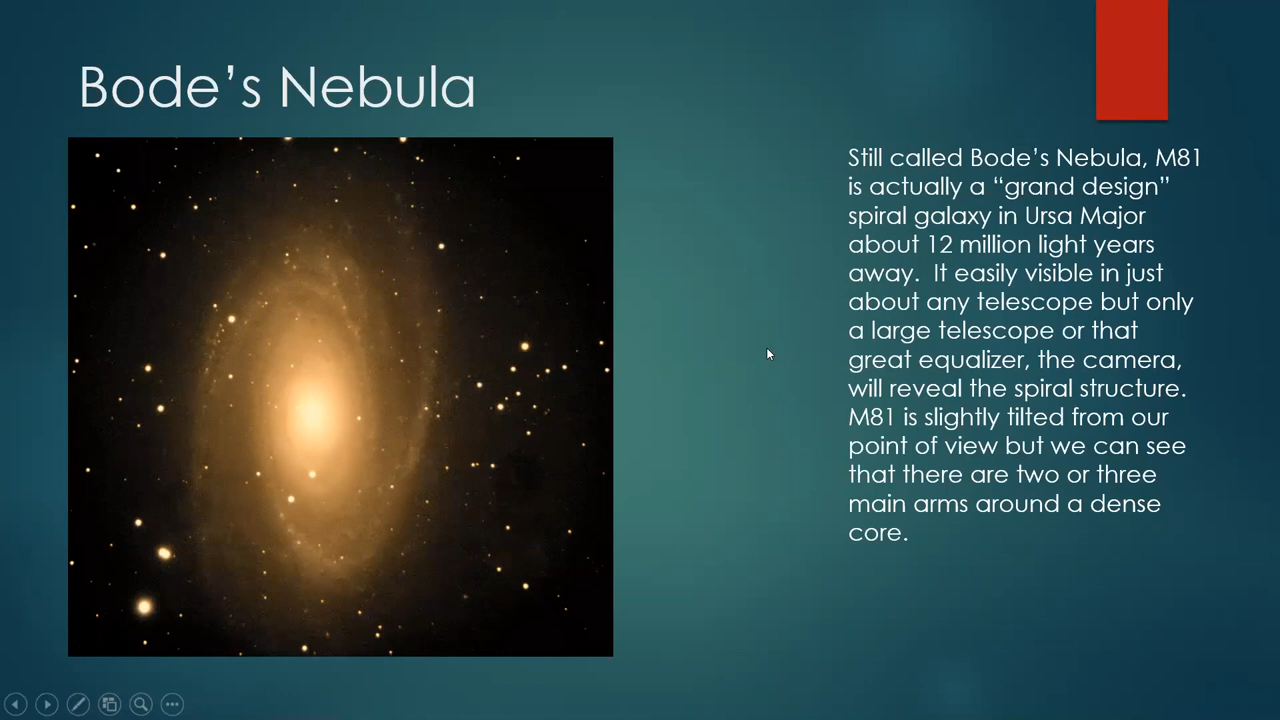 Bode’s Nebula
Still called Bode’s Nebula, M81
is actually a “grand design”
spiral galaxy in Ursa Major
about 12 million light years
away.  It easily visible in just
about any telescope but only
a large telescope or that
great equalizer, the camera,
will reveal the spiral structure.
M81 is slightly tilted from our
point of view but we can see
that there are two or three
main arms around a dense
core.